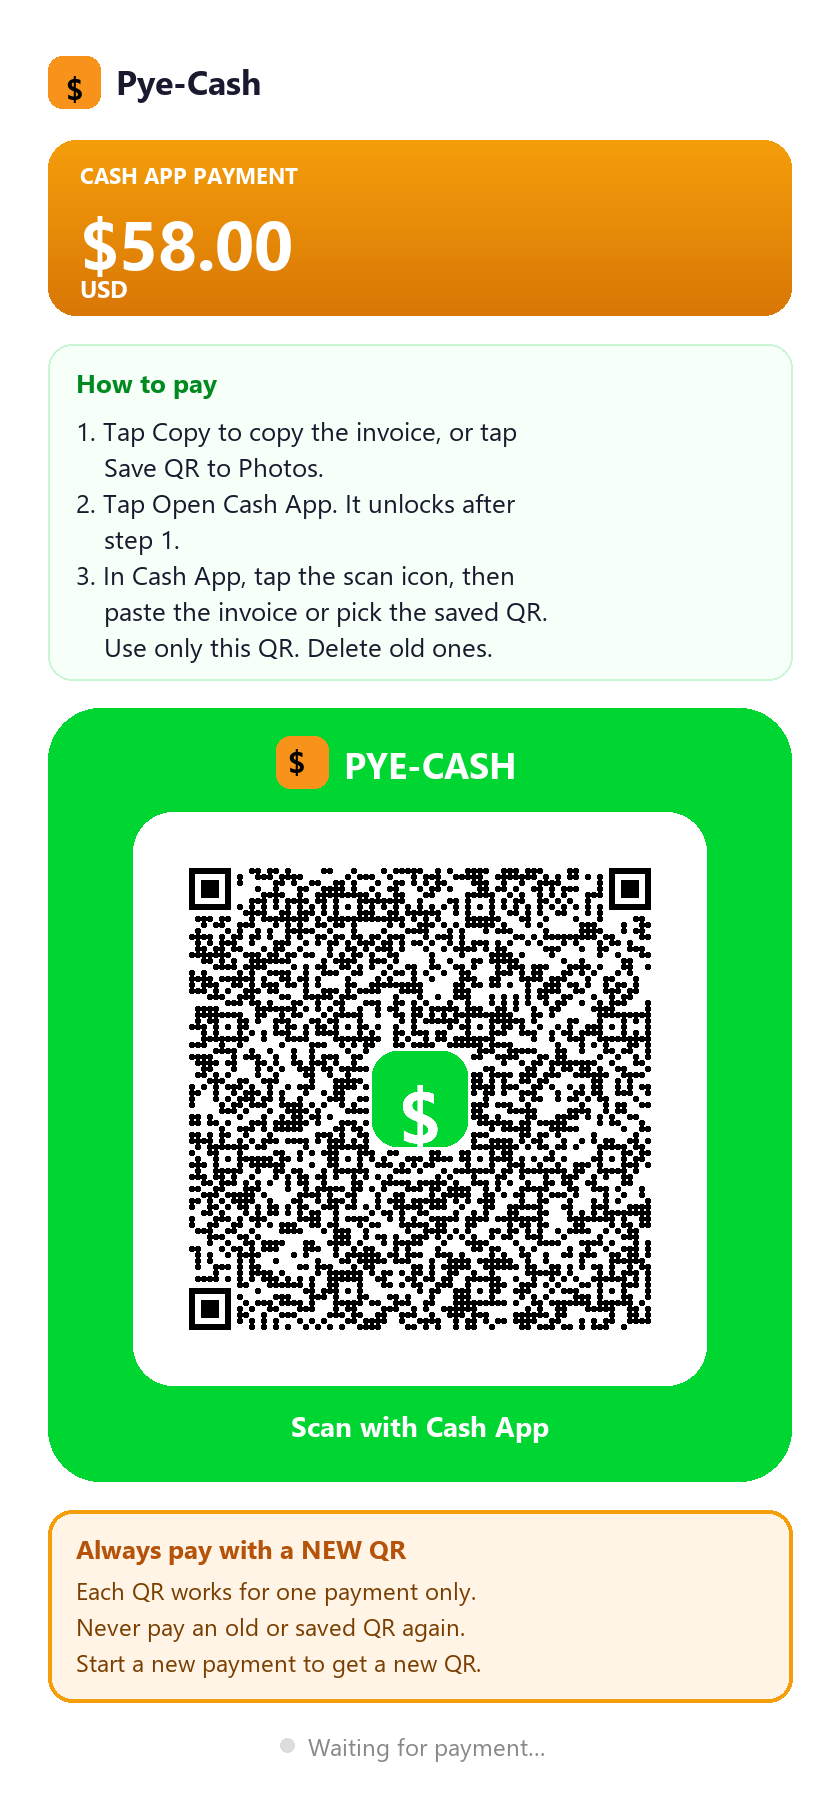 $ Pye-Cash
CASH APP PAYMENT
$58.00
USD
How to pay
1. Tap Copy to copy the invoice, or tap
Save QR to Photos.
2. Tap Open Cash App. It unlocks after
step 1.
3. In Cash App, tap the scan icon, then
paste the invoice or pick the saved QR.
Use only this QR. Delete old ones.
$ PYE-CASH
$
Scan with Cash App
Always pay with a NEW QR
Each QR works for one payment only.
Never pay an old or saved QR again.
Start a new payment to get a new QR.
Waiting for payment...